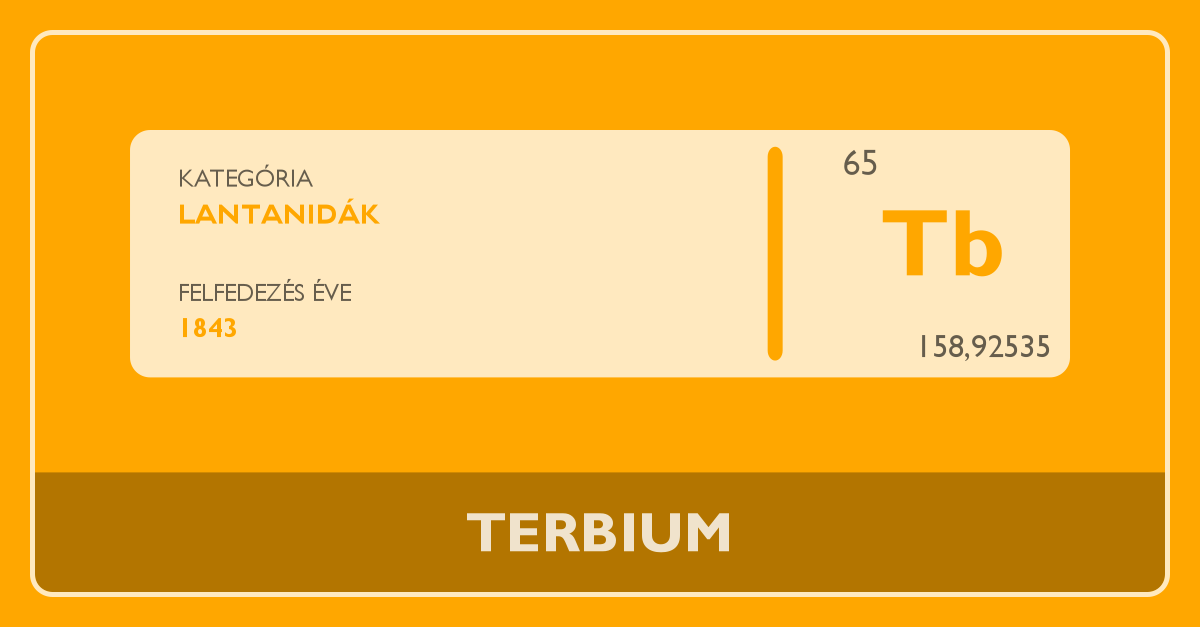 KATEGÓRIA
LANTANIDÁK
FELFEDEZÉS ÉVE
1843
65
Tb
158,92535
TERBIUM